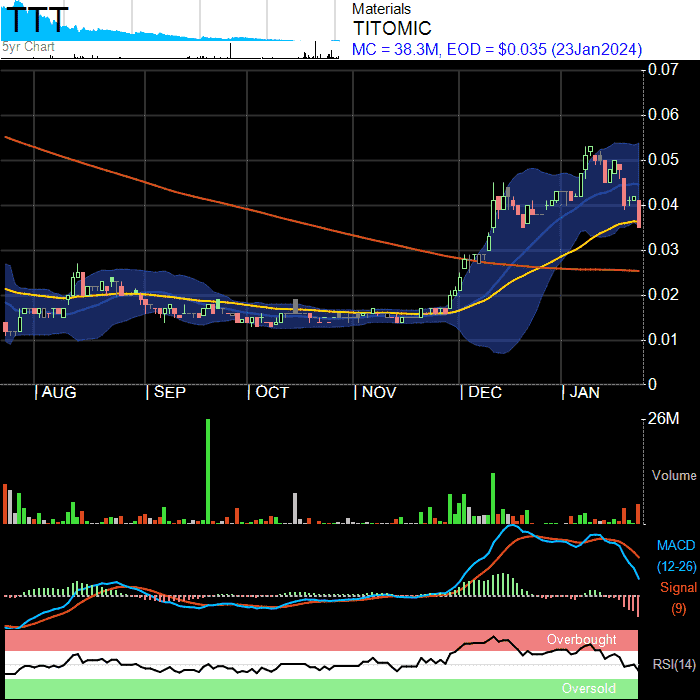 TTT
5yr Chart
Materials
TITOMIC
MC = 38.3M, EOD = $0.035 (23Jan2024)
0.07
0.06
0.05
0.04
0.03
0.02
0.01
0
AUG SEP OCT NOV DEC JAN
26M
Volume
MACD
(12-26)
Signal
(9)
Overbought
RSI(14)
Oversold